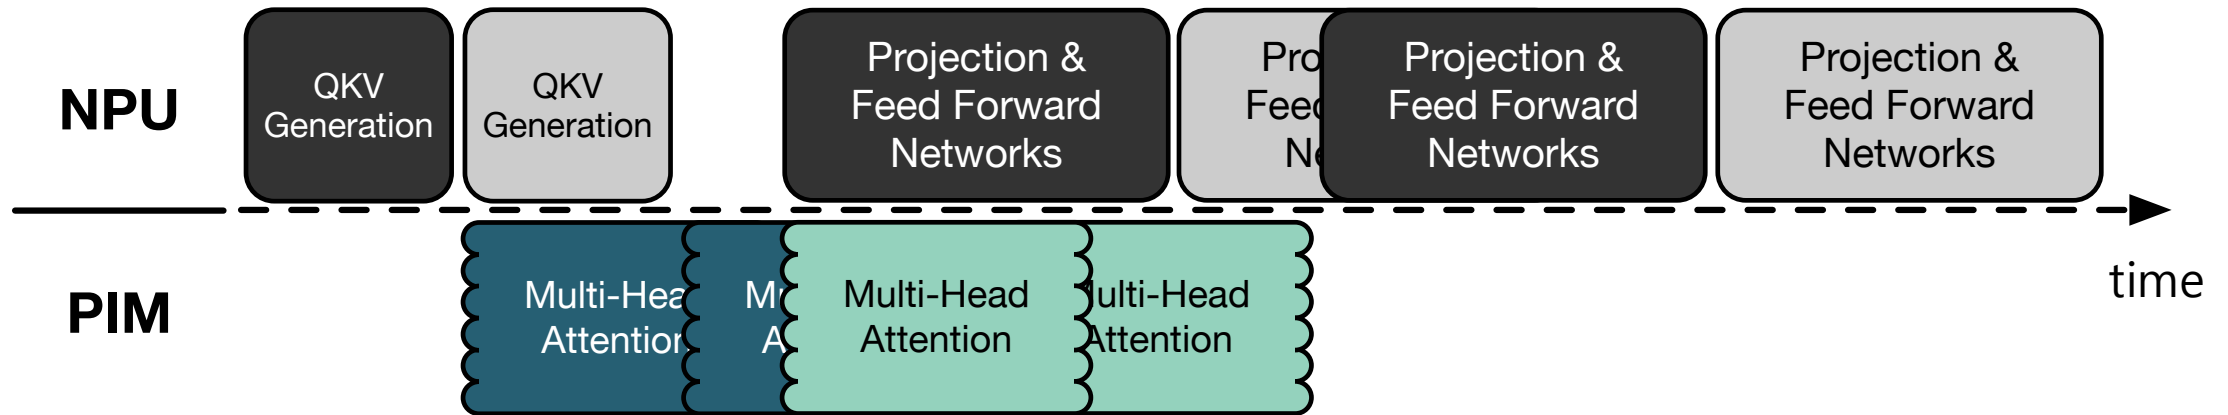 NPU
QKV
Generation
QKV
Generation
Projection &
Feed Forward
Networks
Projection &
Feed Forward
Networks
Projection &
Feed Forward
Networks
time
PIM
Multi-Head
Attention